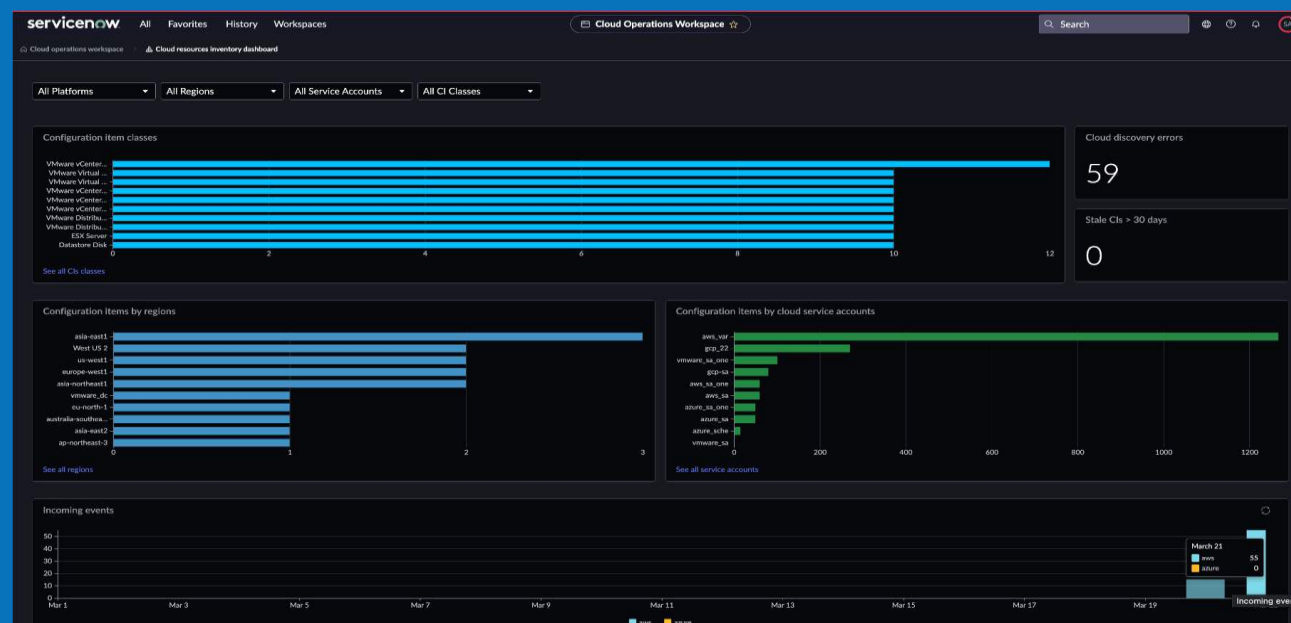 servicenow All Favorites History Workspaces Cloud Operations Workspace Search
Cloud operations workspace Cloud resources inventory dashboard
All Platforms All Regions All Service Accounts All CI Classes
Configuration item classes
VMware vCenter...
VMware Virtual ...
VMware Virtual ...
VMware vCenter...
VMware vCenter...
VMware vCenter...
VMware Distribu...
VMware Distribu...
ESX Server
Datastore Disk
0 2 4 6 8 10 12
See all CIs classes
Cloud discovery errors
59
Stale CIs > 30 days
0
Configuration items by regions
asia-east1
West US 2
us-west1
europe-west1
asia-northeast1
vmware_dc
eu-north-1
australia-southea...
asia-east2
ap-northeast-3
0 1 2 3
See all regions
Configuration items by cloud service accounts
aws_var
gcp_22
vmware_sa_one
gcp-sa
aws_sa_one
aws_sa
azure_sa_one
azure_sa
azure_sche
vmware_sa
0 200 400 600 800 1000 1200
See all service accounts
Incoming events
50
40
30
20
10
0
Mar 1 Mar 3 Mar 5 Mar 7 Mar 9 Mar 11 Mar 13 Mar 15 Mar 17 Mar 19
March 21
aws 55
azure 0
Incoming eve